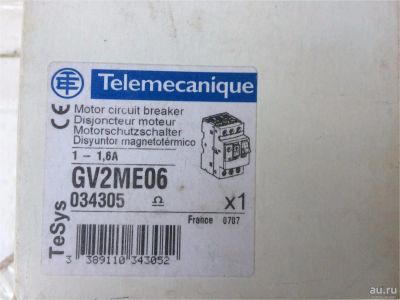 Telemecanique
CE
Motor circuit breaker
Disjoncteur moteur
Motorschutzschalter
Disyuntor magnetotérmico
1 - 1,6A
GV2ME06
034305 Ω x1
France 0707
TeSys
3 389110 343052
au.ru